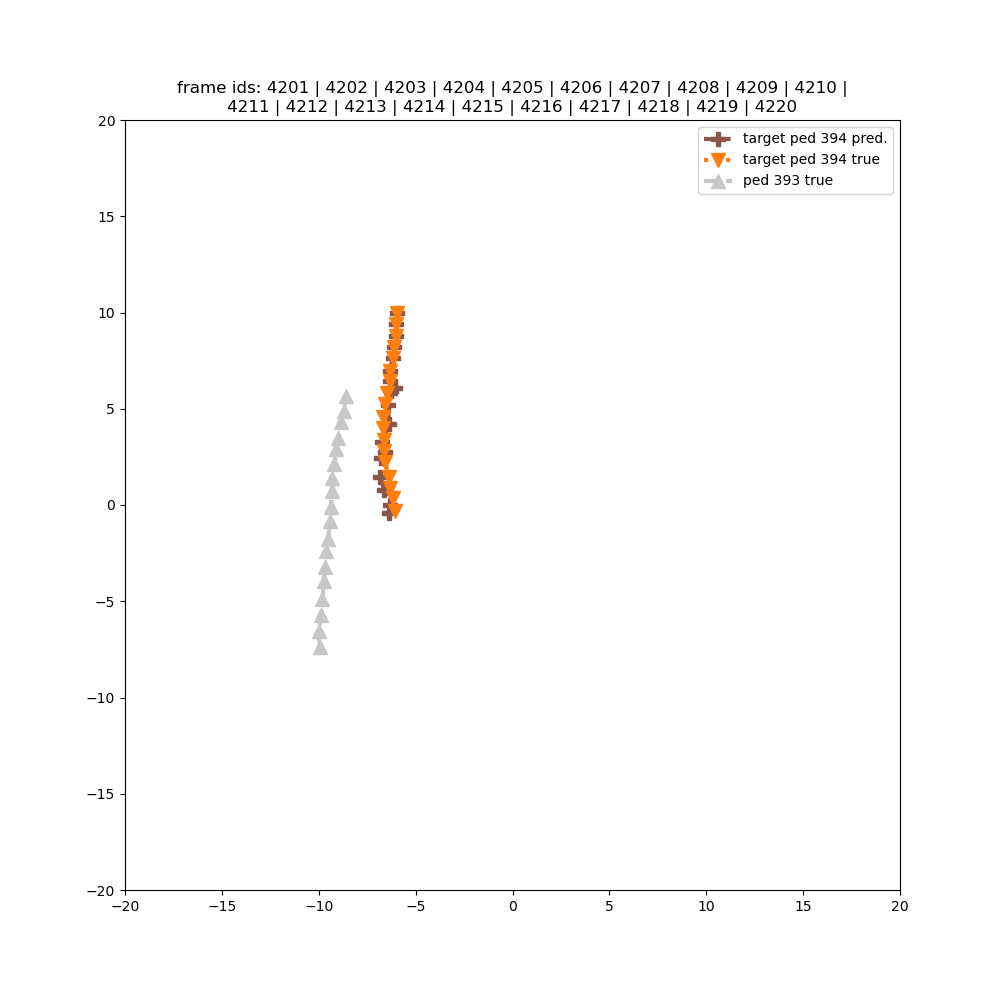 frame ids: 4201 | 4202 | 4203 | 4204 | 4205 | 4206 | 4207 | 4208 | 4209 | 4210 |
4211 | 4212 | 4213 | 4214 | 4215 | 4216 | 4217 | 4218 | 4219 | 4220
target ped 394 pred.
target ped 394 true
ped 393 true
20
15
10
5
0
−5
−10
−15
−20
−20 −15 −10 −5 0 5 10 15 20